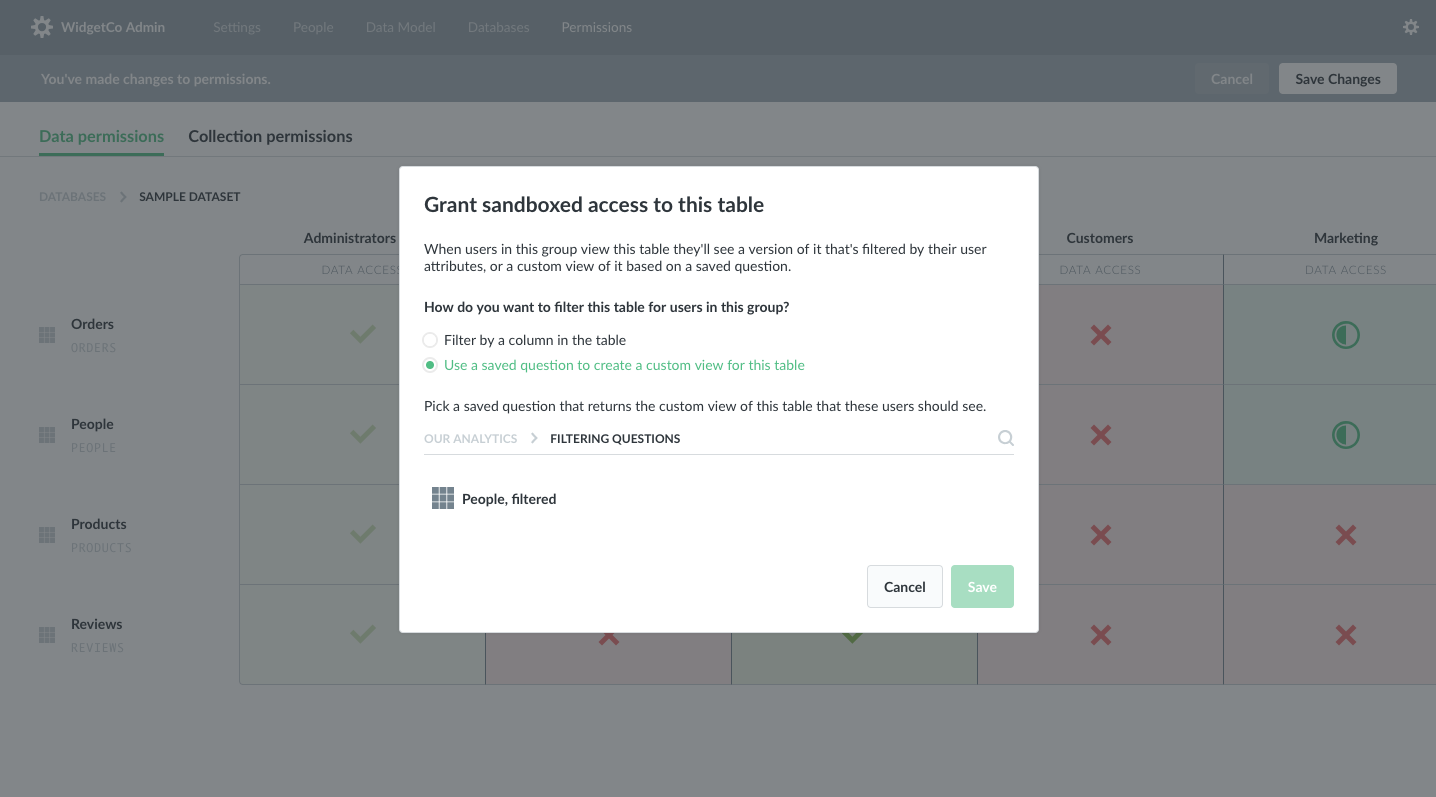 WidgetCo Admin Settings People Data Model Databases Permissions
You've made changes to permissions. Cancel Save Changes
Data permissions Collection permissions
DATABASES SAMPLE DATASET
Administrators Customers Marketing
DATA ACCESS DATA ACCESS DATA ACCESS
Orders
ORDERS
People
PEOPLE
Products
PRODUCTS
Reviews
REVIEWS
Grant sandboxed access to this table
When users in this group view this table they'll see a version of it that's filtered by their user
attributes, or a custom view of it based on a saved question.
How do you want to filter this table for users in this group?
Filter by a column in the table
Use a saved question to create a custom view for this table
Pick a saved question that returns the custom view of this table that these users should see.
OUR ANALYTICS FILTERING QUESTIONS
People, filtered
Cancel Save